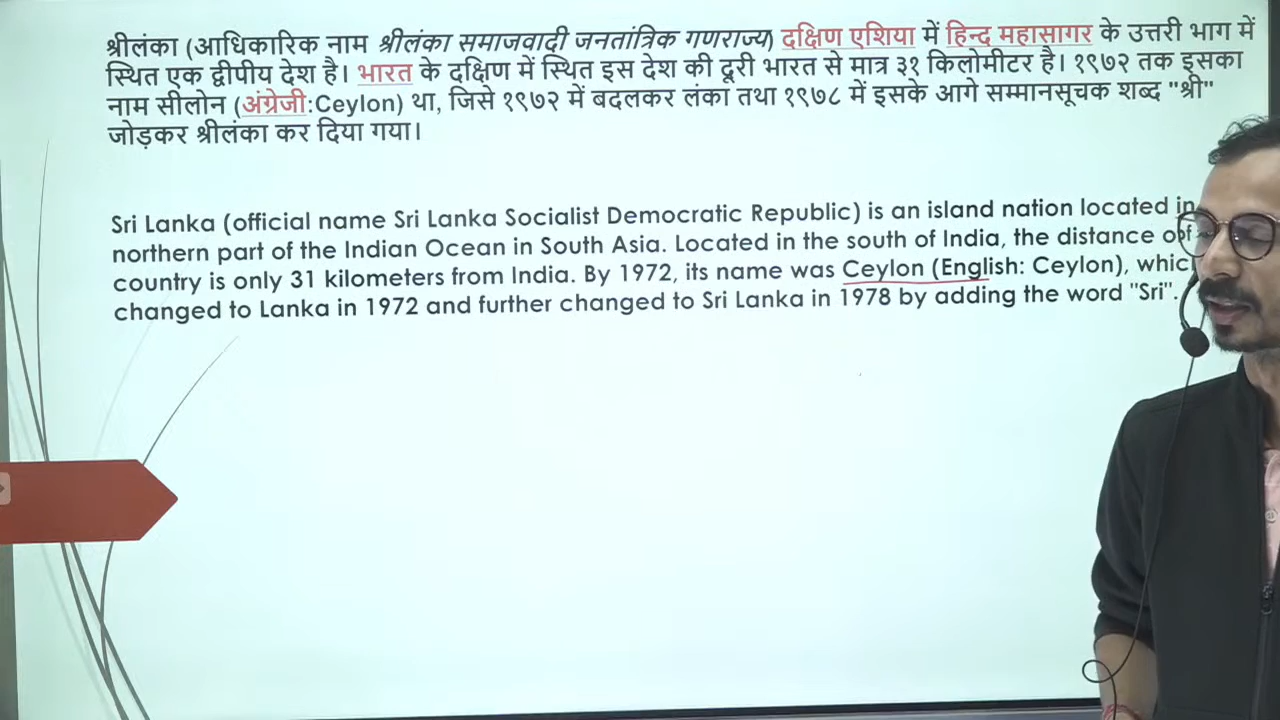 श्रीलंका (आधिकारिक नाम श्रीलंका समाजवादी जनतांत्रिक गणराज्य) दक्षिण एशिया में हिन्द महासागर के उत्तरी भाग में
स्थित एक द्वीपीय देश है। भारत के दक्षिण में स्थित इस देश की दूरी भारत से मात्र ३१ किलोमीटर है। १९७२ तक इसका
नाम सीलोन (अंग्रेजी:Ceylon) था, जिसे १९७२ में बदलकर लंका तथा १९७८ में इसके आगे सम्मानसूचक शब्द "श्री"
जोड़कर श्रीलंका कर दिया गया।
Sri Lanka (official name Sri Lanka Socialist Democratic Republic) is an island nation located in
northern part of the Indian Ocean in South Asia. Located in the south of India, the distance of
country is only 31 kilometers from India. By 1972, its name was Ceylon (English: Ceylon),
changed to Lanka in 1972 and further changed to Sri Lanka in 1978 by adding the word "Sri".